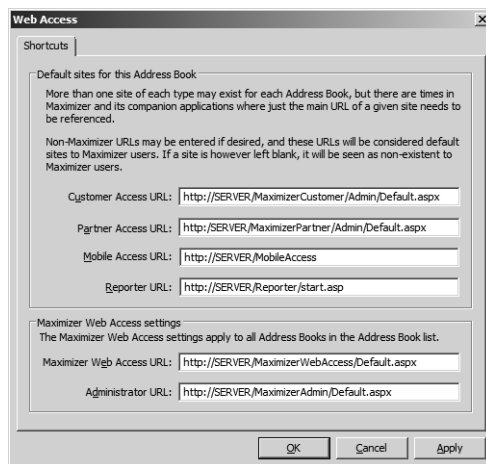 Web Access
Shortcuts
Default sites for this Address Book
More than one site of each type may exist for each Address Book, but there are times in
Maximizer and its companion applications where just the main URL of a given site needs to
be referenced.
Non-Maximizer URLs may be entered if desired, and these URLs will be considered default
sites to Maximizer users. If a site is however left blank, it will be seen as non-existent to
Maximizer users.
Customer Access URL: http://SERVER/MaximizerCustomer/Admin/Default.aspx
Partner Access URL: http:/SERVER/MaximizerPartner/Admin/Default.aspx
Mobile Access URL: http://SERVER/MobileAccess
Reporter URL: http://SERVER/Reporter/start.asp
Maximizer Web Access settings
The Maximizer Web Access settings apply to all Address Books in the Address Book list.
Maximizer Web Access URL: http://SERVER/MaximizerWebAccess/Default.aspx
Administrator URL: http://SERVER/MaximizerAdmin/Default.aspx
OK Cancel Apply